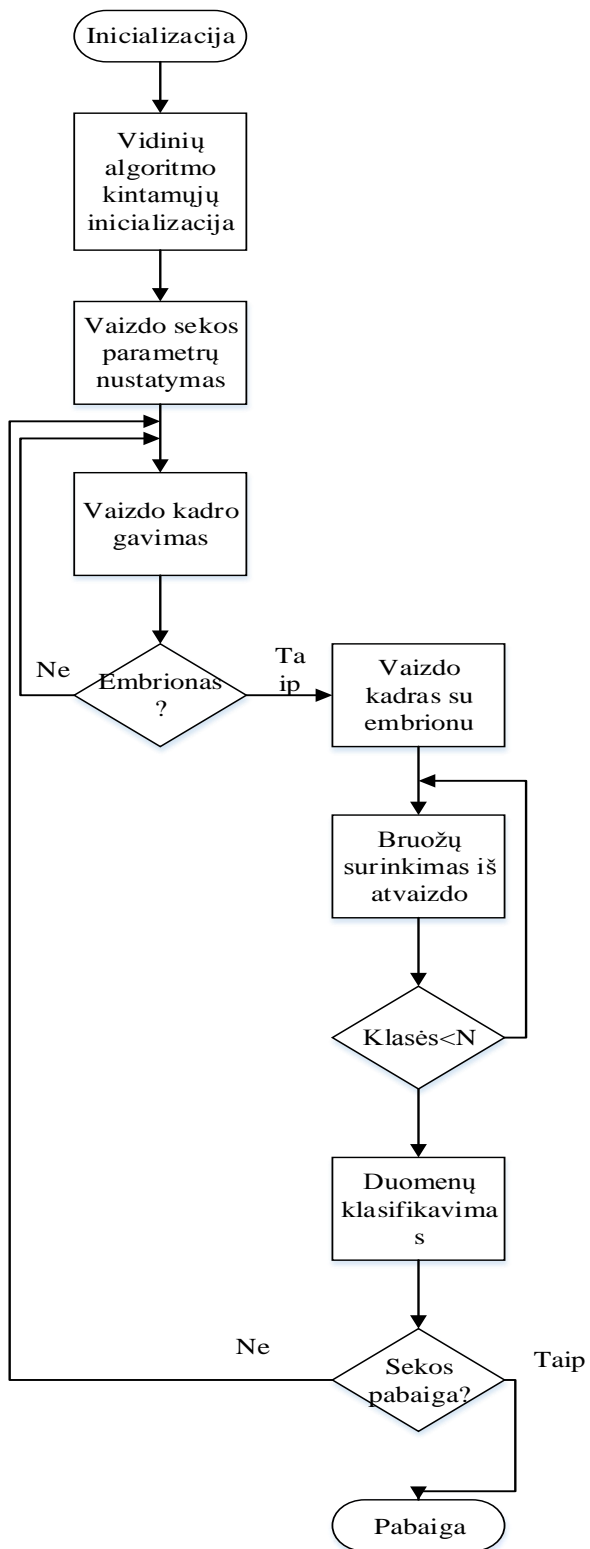 Inicializacija
Vidinių
algoritmo
kintamųjų
inicializacija
Vaizdo sekos
parametrų
nustatymas
Vaizdo kadro
gavimas
Embrionas
?
Ne
Ta
ip
Vaizdo
kadras su
embrionu
Bruožų
surinkimas iš
atvaizdo
Klasės<N
Duomenų
klasifikavima
s
Sekos
pabaiga?
Ne
Taip
Pabaiga